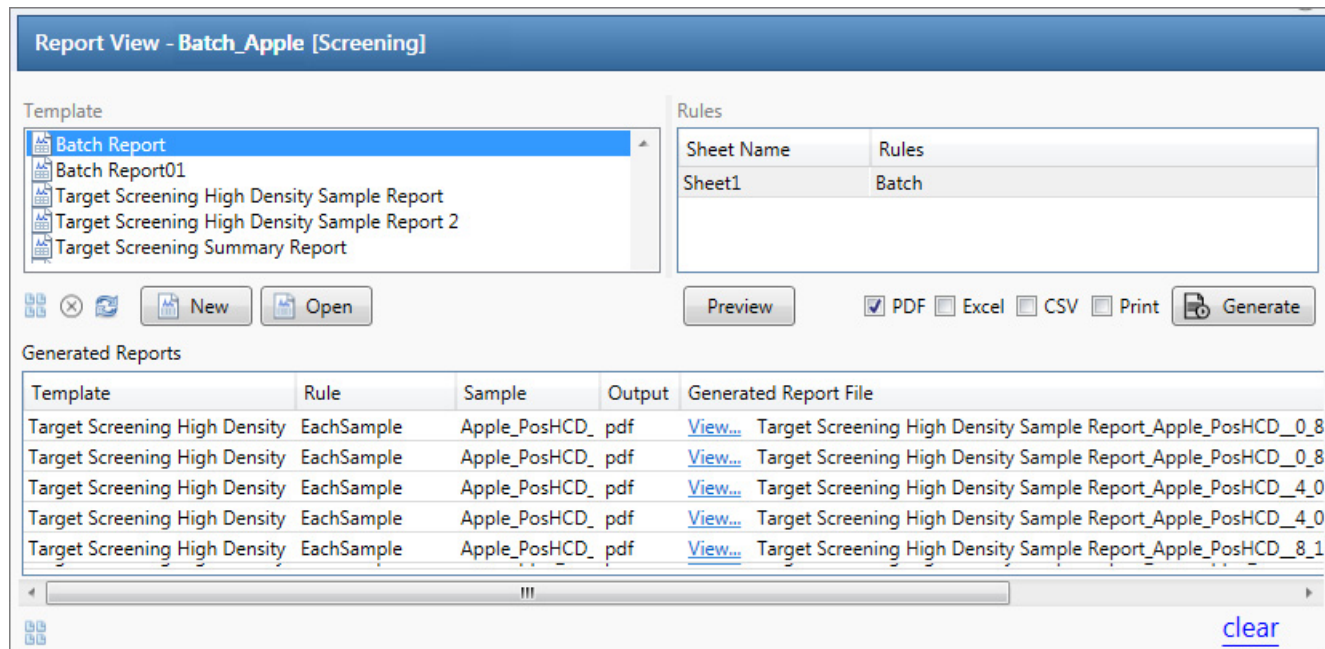 Report View - Batch_Apple [Screening]
Template
Rules
Batch Report
Batch Report01
Target Screening High Density Sample Report
Target Screening High Density Sample Report 2
Target Screening Summary Report
Sheet Name Rules
Sheet1 Batch
New Open Preview PDF Excel CSV Print Generate
Generated Reports
Template Rule Sample Output Generated Report File
Target Screening High Density EachSample Apple_PosHCD_ pdf View... Target Screening High Density Sample Report_Apple_PosHCD__0_8
Target Screening High Density EachSample Apple_PosHCD_ pdf View... Target Screening High Density Sample Report_Apple_PosHCD__0_8
Target Screening High Density EachSample Apple_PosHCD_ pdf View... Target Screening High Density Sample Report_Apple_PosHCD__4_0
Target Screening High Density EachSample Apple_PosHCD_ pdf View... Target Screening High Density Sample Report_Apple_PosHCD__4_0
Target Screening High Density EachSample Apple_PosHCD_ pdf View... Target Screening High Density Sample Report_Apple_PosHCD__8_1
clear